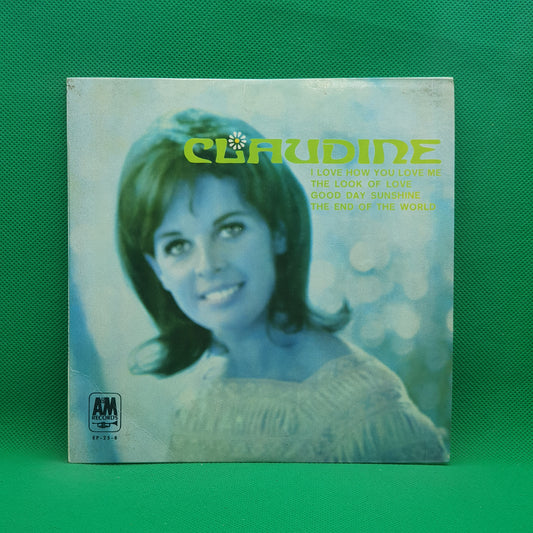 CLAUDINE
I LOVE HOW YOU LOVE ME
THE LOOK OF LOVE
GOOD DAY SUNSHINE
THE END OF THE WORLD
A&M
RECORDS
EP-25-8